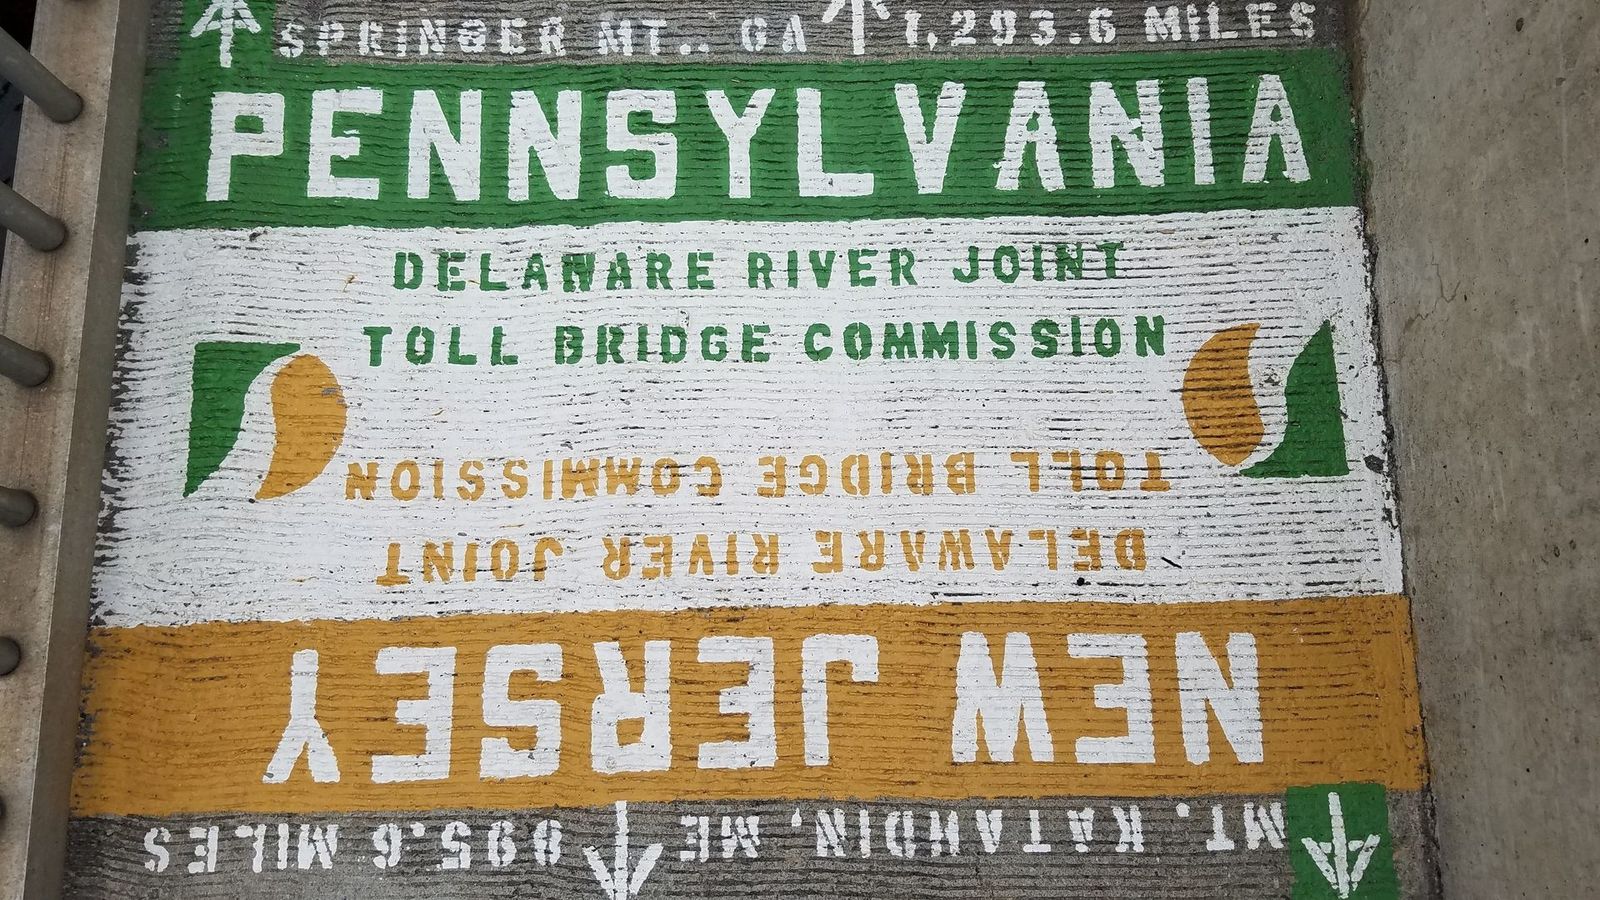 SPRINGER MT., GA 1,293.6 MILES
PENNSYLVANIA
DELAWARE RIVER JOINT
TOLL BRIDGE COMMISSION
TOLL BRIDGE COMMISSION
DELAWARE RIVER JOINT
NEW JERSEY
MT. KATAHDIN, ME 895.6 MILES